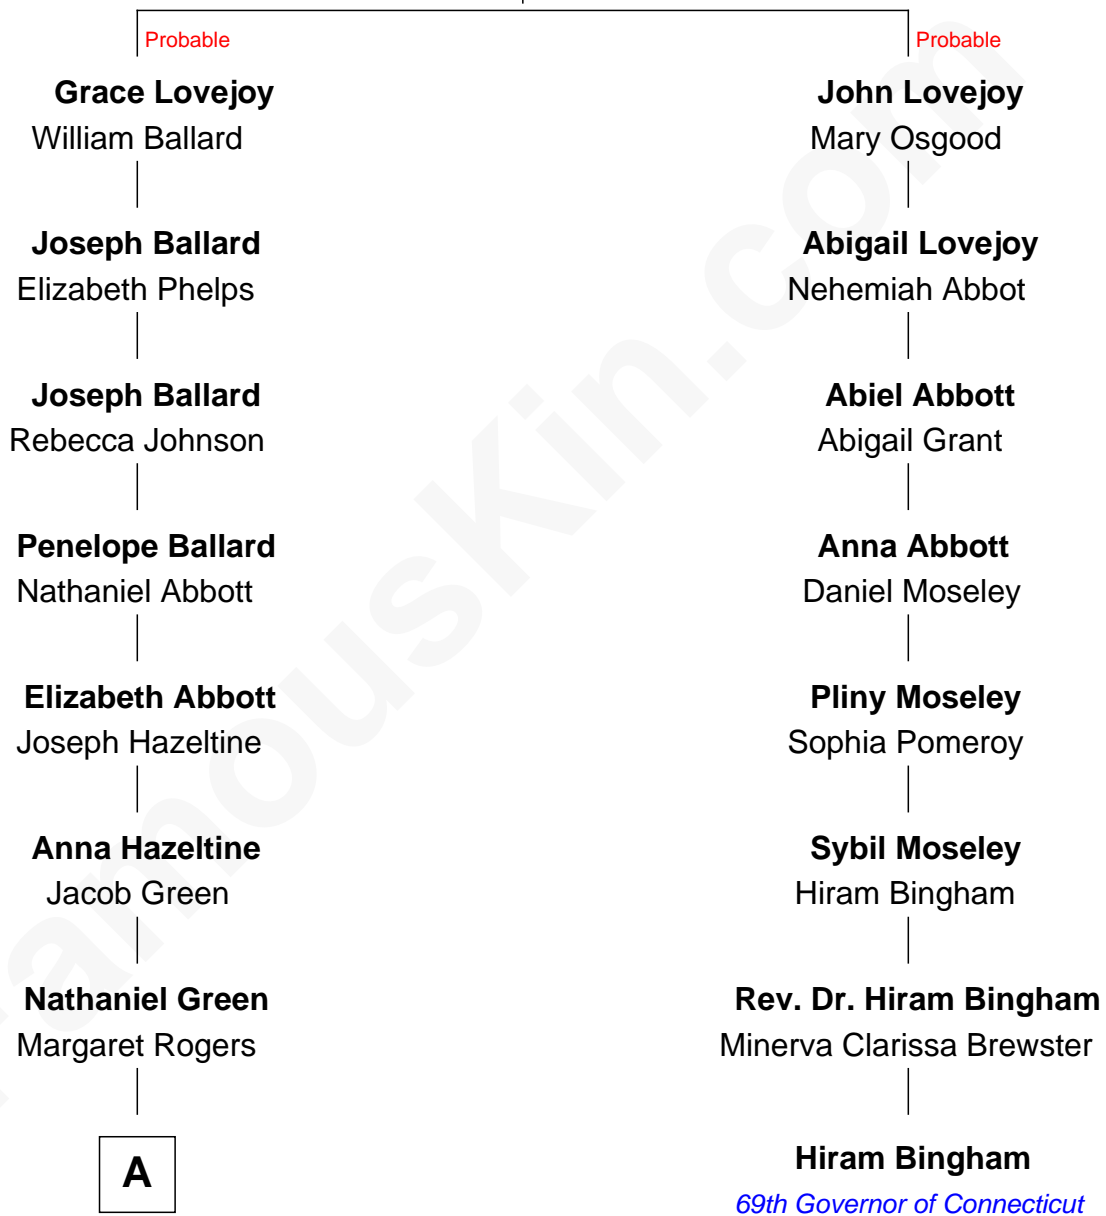 Probable
Grace Lovejoy
William Ballard
Joseph Ballard
Elizabeth Phelps
Joseph Ballard
Rebecca Johnson
Penelope Ballard
Nathaniel Abbott
Elizabeth Abbott
Joseph Hazeltine
Anna Hazeltine
Jacob Green
Nathaniel Green
Margaret Rogers
A
Probable
John Lovejoy
Mary Osgood
Abigail Lovejoy
Nehemiah Abbot
Abiel Abbott
Abigail Grant
Anna Abbott
Daniel Moseley
Pliny Moseley
Sophia Pomeroy
Sybil Moseley
Hiram Bingham
Rev. Dr. Hiram Bingham
Minerva Clarissa Brewster
Hiram Bingham
69th Governor of Connecticut
FamousKin.com